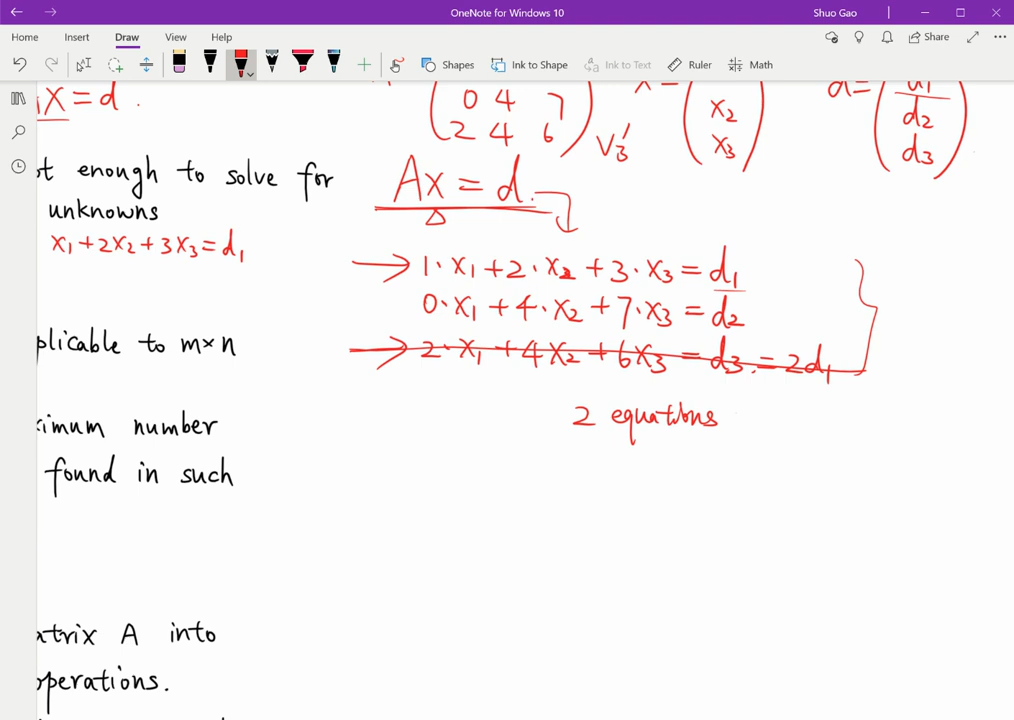 OneNote for Windows 10
Shuo Gao
Home Insert Draw View Help
Shapes Ink to Shape Ink to Text Ruler Math Share
X = d .
0 4 7
2 4 6 V3'
x2
x3
d =
d2
d3
t enough to solve for
unknowns
x1 + 2x2 + 3x3 = d1
Ax = d.
1·x1 + 2·x2 + 3·x3 = d1
0·x1 + 4·x2 + 7·x3 = d2
2·x1 + 4x2 + 6x3 = d3. = 2d1
2 equations
plicable to m×n
ximum number
found in such
atrix A into
operations.